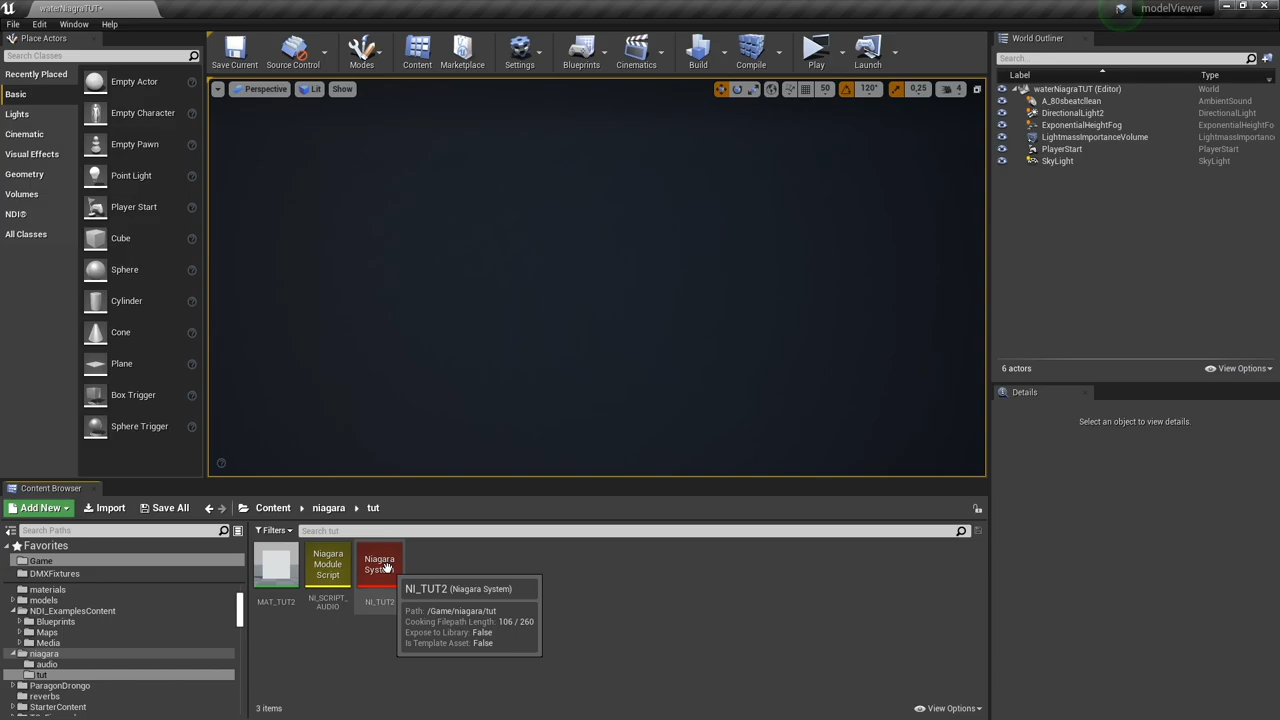 waterNiagraTUT*
modelViewer
File Edit Window Help
Place Actors
Search Classes
Recently Placed
Basic
Lights
Cinematic
Visual Effects
Geometry
Volumes
NDI®
All Classes
Empty Actor
Empty Character
Empty Pawn
Point Light
Player Start
Cube
Sphere
Cylinder
Cone
Plane
Box Trigger
Sphere Trigger
Save Current
Source Control
Modes
Content
Marketplace
Settings
Blueprints
Cinematics
Build
Compile
Play
Launch
Perspective
Lit
Show
50
120°
0,25
4
World Outliner
Search...
Label Type
waterNiagraTUT (Editor) World
A_80sbeatcllean AmbientSound
DirectionalLight2 DirectionalLight
ExponentialHeightFog ExponentialHeightFo
LightmassImportanceVolume LightmassImportance
PlayerStart PlayerStart
SkyLight SkyLight
6 actors
View Options
Details
Select an object to view details.
Content Browser
Add New
Import
Save All
Content
niagara
tut
Search Paths
Favorites
Game
DMXFixtures
materials
models
NDI_ExamplesContent
Blueprints
Maps
Media
niagara
audio
tut
ParagonDrongo
reverbs
StarterContent
Filters
Search tut
MAT_TUT2
Niagara
Module
Script
NI_SCRIPT_
AUDIO
Niagara
System
NI_TUT2
NI_TUT2 (Niagara System)
Path: /Game/niagara/tut
Cooking Filepath Length: 106 / 260
Expose to Library: False
Is Template Asset: False
3 items
View Options